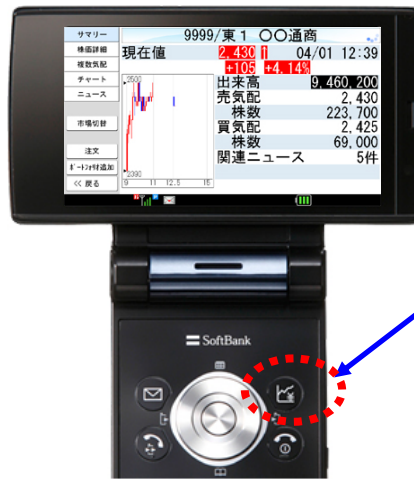 サマリー
株価詳細
複数気配
チャート
ニュース
市場切替
注文
ﾎﾟｰﾄﾌｫﾘｵ追加
<< 戻る
9999/東1 〇〇通商
現在値 2,430 ↑ 04/01 12:39
+105 +4.14%
出来高 9,460,200
売気配 2,430
株数 223,700
買気配 2,425
株数 69,000
関連ニュース 5件
2500
2390
9 11 12.5 15
SoftBank